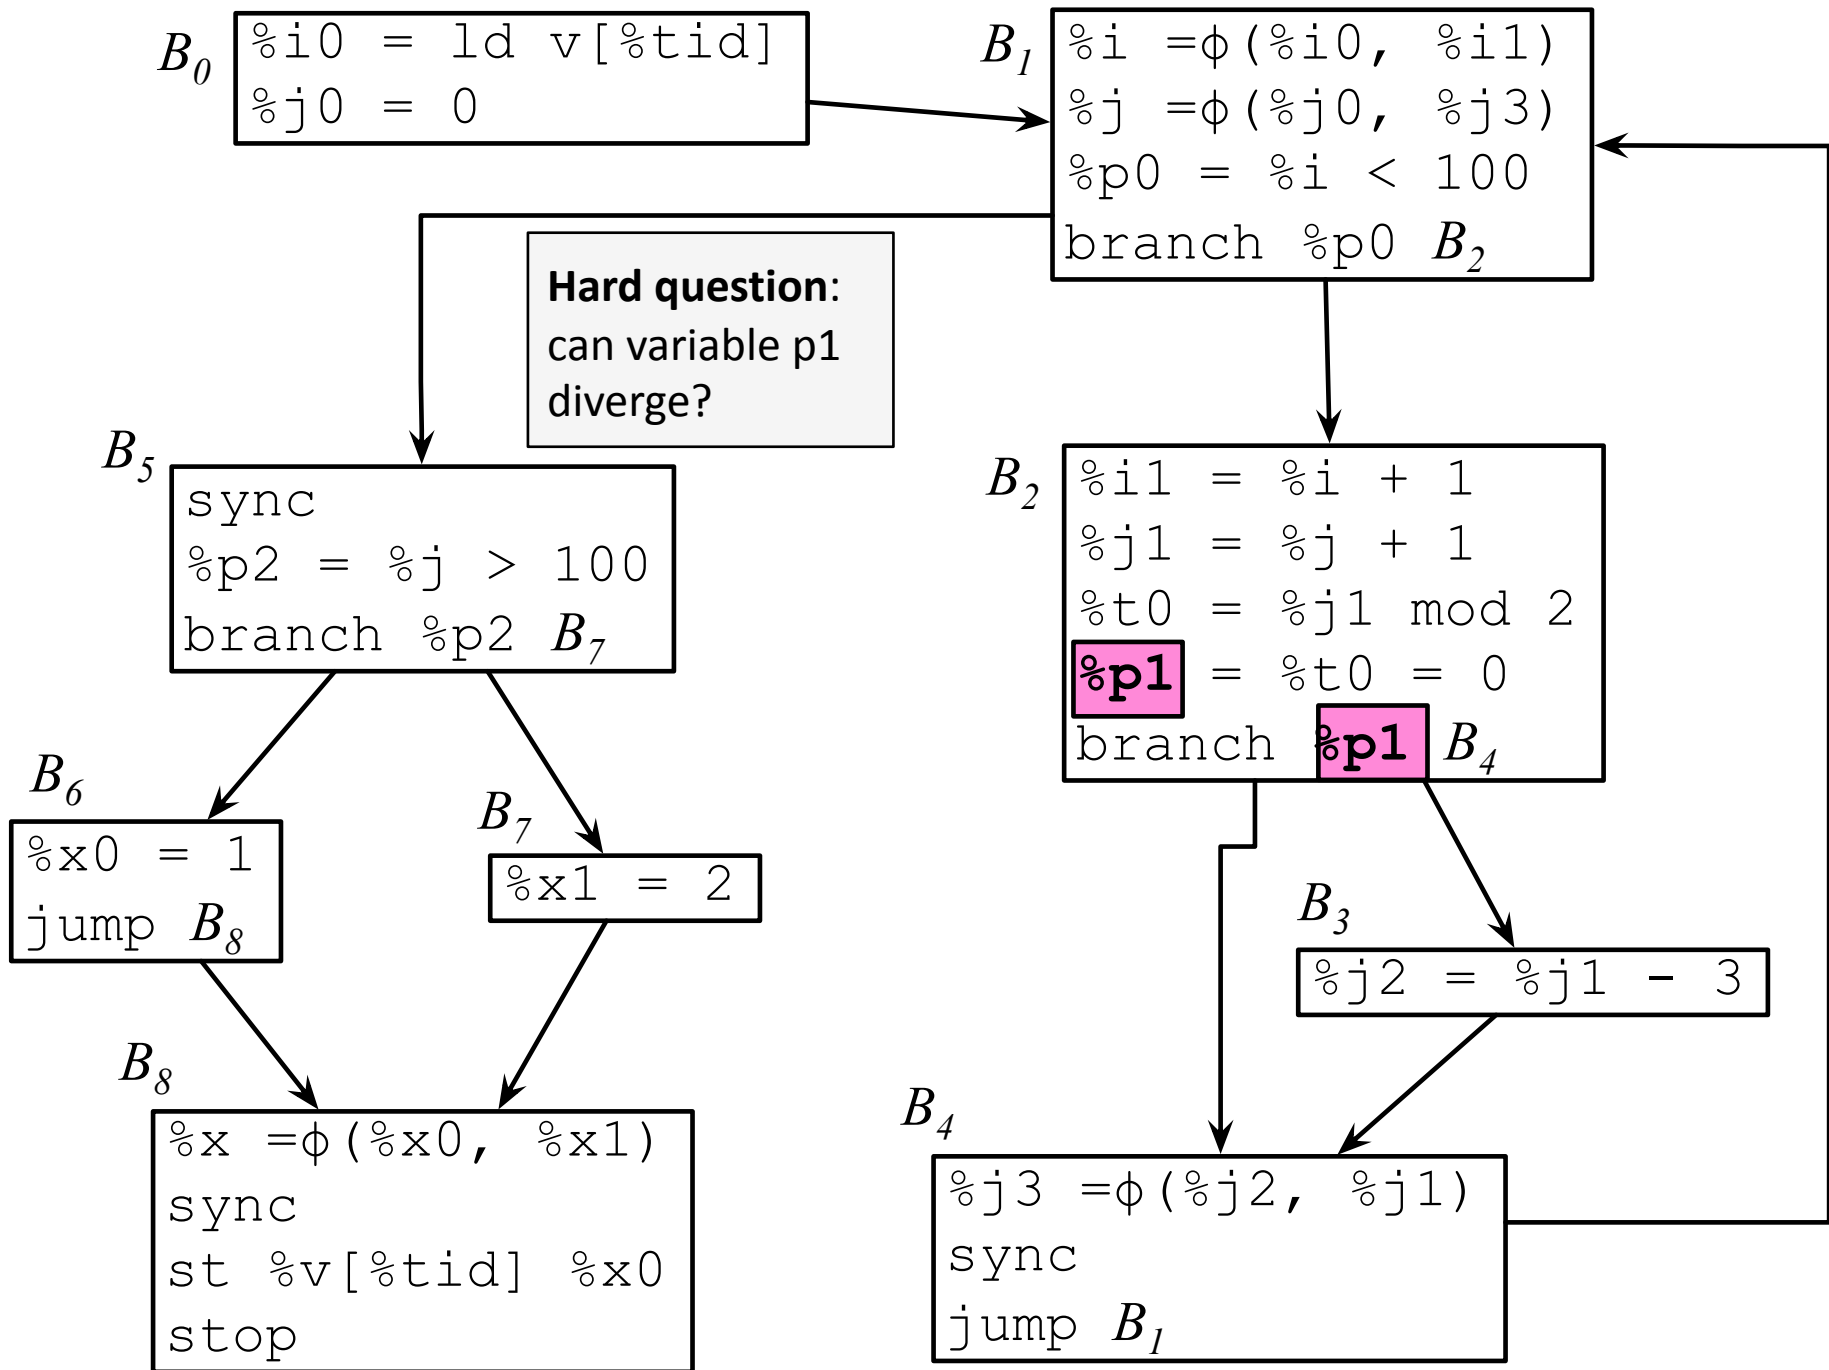 B0
%i0 = ld v[%tid]
%j0 = 0
B1
%i =ϕ(%i0, %i1)
%j =ϕ(%j0, %j3)
%p0 = %i < 100
branch %p0 B2
Hard question:
can variable p1
diverge?
B5
sync
%p2 = %j > 100
branch %p2 B7
B2
%i1 = %i + 1
%j1 = %j + 1
%t0 = %j1 mod 2
%p1 = %t0 = 0
branch %p1 B4
B6
%x0 = 1
jump B8
B7
%x1 = 2
B3
%j2 = %j1 - 3
B8
%x =ϕ(%x0, %x1)
sync
st %v[%tid] %x0
stop
B4
%j3 =ϕ(%j2, %j1)
sync
jump B1